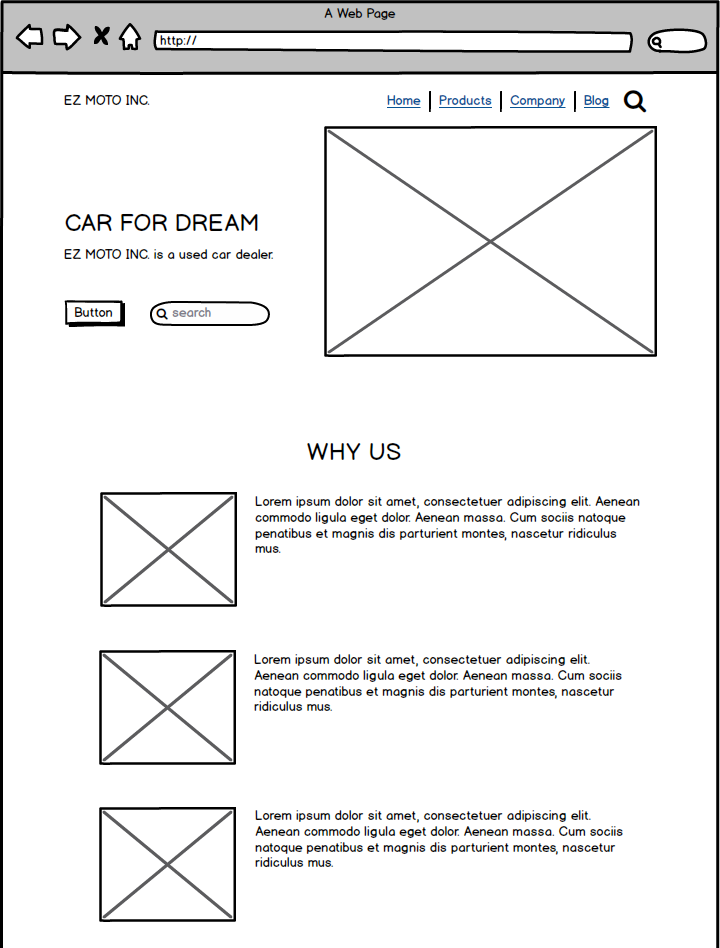 A Web Page
http://
EZ MOTO INC.
Home Products Company Blog
CAR FOR DREAM
EZ MOTO INC. is a used car dealer.
Button
search
WHY US
Lorem ipsum dolor sit amet, consectetuer adipiscing elit. Aenean
commodo ligula eget dolor. Aenean massa. Cum sociis natoque
penatibus et magnis dis parturient montes, nascetur ridiculus
mus.
Lorem ipsum dolor sit amet, consectetuer adipiscing elit.
Aenean commodo ligula eget dolor. Aenean massa. Cum sociis
natoque penatibus et magnis dis parturient montes, nascetur
ridiculus mus.
Lorem ipsum dolor sit amet, consectetuer adipiscing elit.
Aenean commodo ligula eget dolor. Aenean massa. Cum sociis
natoque penatibus et magnis dis parturient montes, nascetur
ridiculus mus.